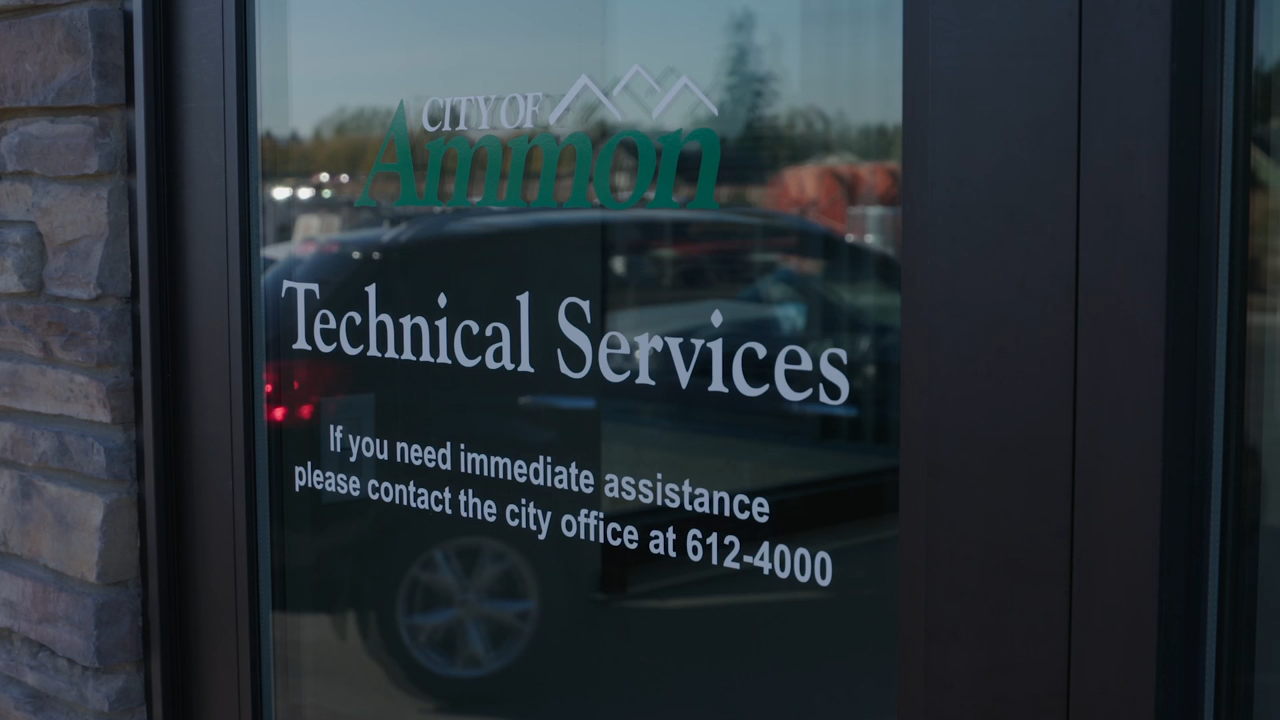 CITY OF
Ammon
Technical Services
If you need immediate assistance
please contact the city office at 612-4000